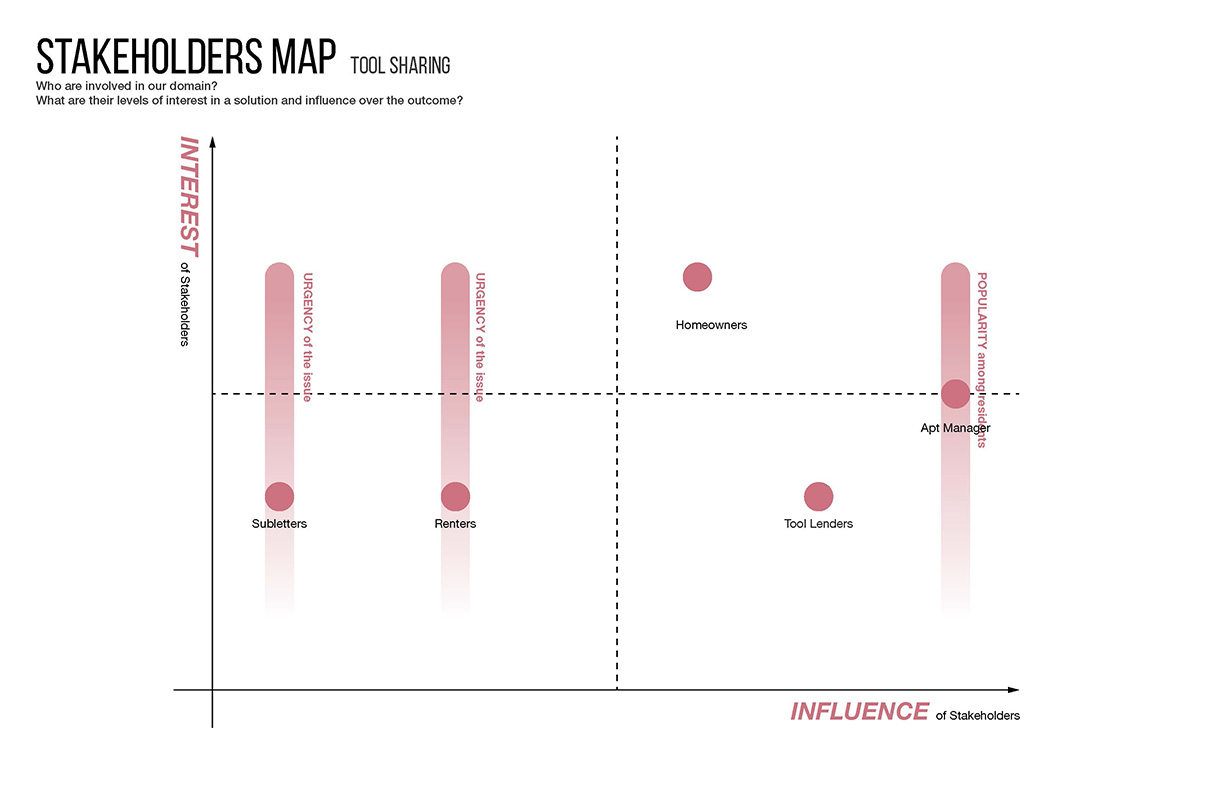 STAKEHOLDERS MAP TOOL SHARING
Who are involved in our domain?
What are their levels of interest in a solution and influence over the outcome?
INTEREST of Stakeholders
URGENCY of the issue
URGENCY of the issue
POPULARITY among residents
Homeowners
Apt Manager
Subletters
Renters
Tool Lenders
INFLUENCE of Stakeholders